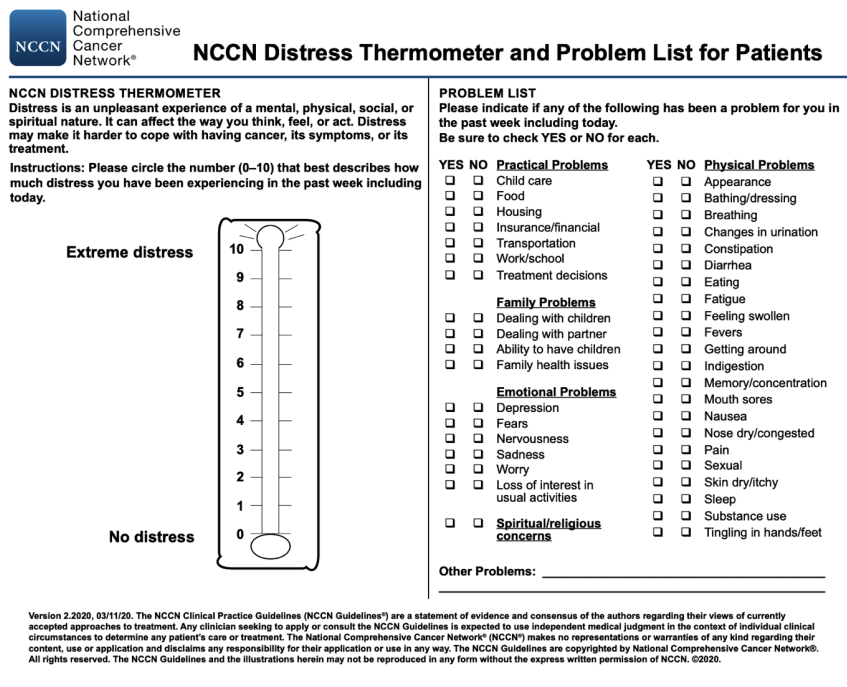 National
Comprehensive
NCCN Cancer
Network®
NCCN Distress Thermometer and Problem List for Patients
NCCN DISTRESS THERMOMETER
Distress is an unpleasant experience of a mental, physical, social, or
spiritual nature. It can affect the way you think, feel, or act. Distress
may make it harder to cope with having cancer, its symptoms, or its
treatment.
Instructions: Please circle the number (0–10) that best describes how
much distress you have been experiencing in the past week including
today.
Extreme distress
10
9
8
7
6
5
4
3
2
1
No distress 0
PROBLEM LIST
Please indicate if any of the following has been a problem for you in
the past week including today.
Be sure to check YES or NO for each.
YES NO Practical Problems
Child care
Food
Housing
Insurance/financial
Transportation
Work/school
Treatment decisions
Family Problems
Dealing with children
Dealing with partner
Ability to have children
Family health issues
Emotional Problems
Depression
Fears
Nervousness
Sadness
Worry
Loss of interest in
usual activities
Spiritual/religious
concerns
YES NO Physical Problems
Appearance
Bathing/dressing
Breathing
Changes in urination
Constipation
Diarrhea
Eating
Fatigue
Feeling swollen
Fevers
Getting around
Indigestion
Memory/concentration
Mouth sores
Nausea
Nose dry/congested
Pain
Sexual
Skin dry/itchy
Sleep
Substance use
Tingling in hands/feet
Other Problems:
Version 2.2020, 03/11/20. The NCCN Clinical Practice Guidelines (NCCN Guidelines®) are a statement of evidence and consensus of the authors regarding their views of currently
accepted approaches to treatment. Any clinician seeking to apply or consult the NCCN Guidelines is expected to use independent medical judgment in the context of individual clinical
circumstances to determine any patient's care or treatment. The National Comprehensive Cancer Network® (NCCN®) makes no representations or warranties of any kind regarding their
content, use or application and disclaims any responsibility for their application or use in any way. The NCCN Guidelines are copyrighted by National Comprehensive Cancer Network®.
All rights reserved. The NCCN Guidelines and the illustrations herein may not be reproduced in any form without the express written permission of NCCN. ©2020.